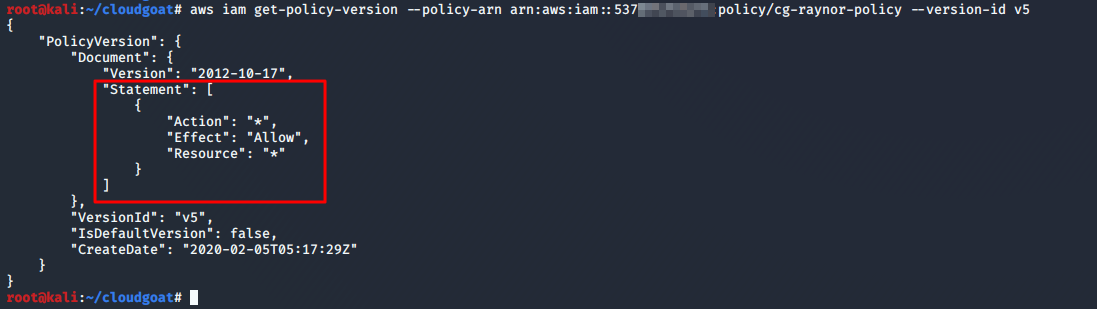 root@kali:~/cloudgoat# aws iam get-policy-version --policy-arn arn:aws:iam::537 :policy/cg-raynor-policy --version-id v5
{
    "PolicyVersion": {
        "Document": {
            "Version": "2012-10-17",
            "Statement": [
                {
                    "Action": "*",
                    "Effect": "Allow",
                    "Resource": "*"
                }
            ]
        },
        "VersionId": "v5",
        "IsDefaultVersion": false,
        "CreateDate": "2020-02-05T05:17:29Z"
    }
}
root@kali:~/cloudgoat#